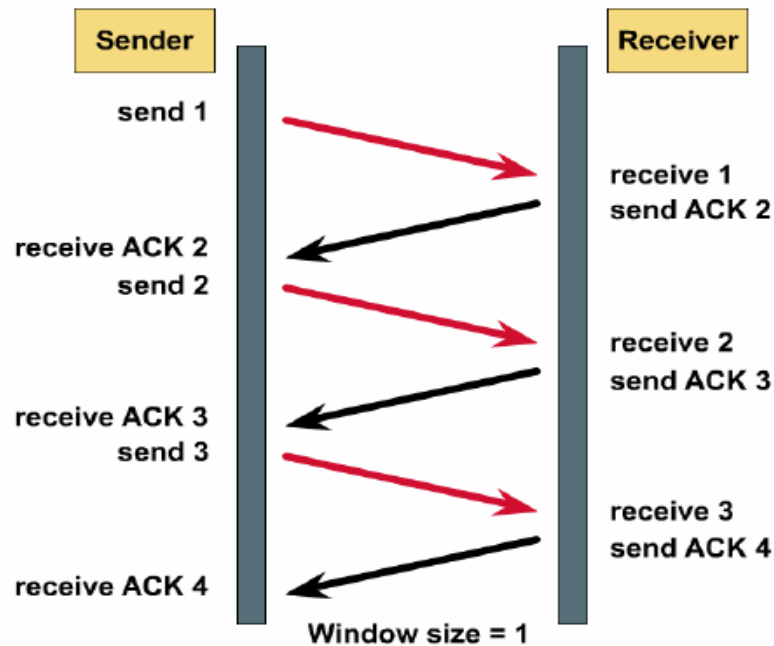 Sender
Receiver
send 1
receive 1
send ACK 2
receive ACK 2
send 2
receive 2
send ACK 3
receive ACK 3
send 3
receive 3
send ACK 4
receive ACK 4
Window size = 1